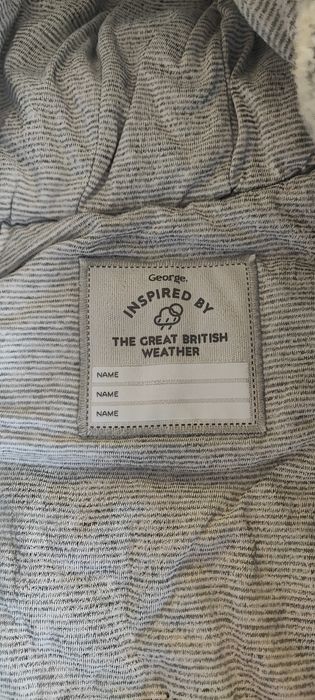 George.
INSPIRED BY
THE GREAT BRITISH
WEATHER
NAME
NAME
NAME